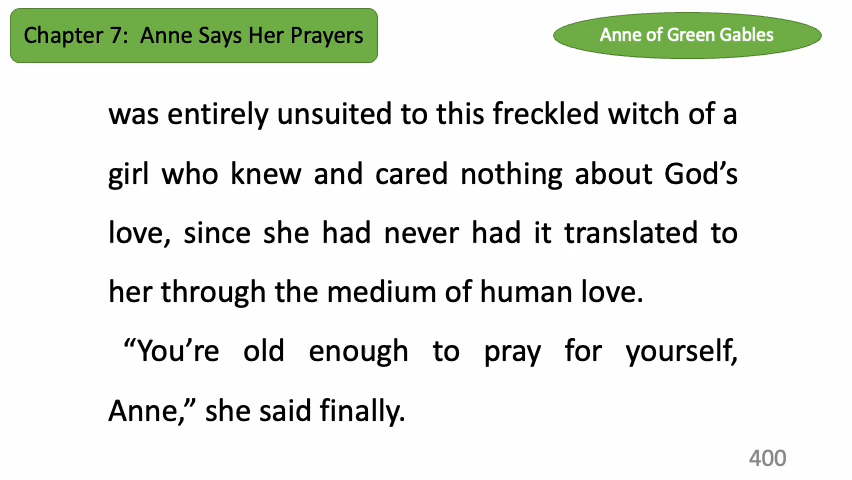 Chapter 7:  Anne Says Her Prayers
Anne of Green Gables
was entirely unsuited to this freckled witch of a
girl who knew and cared nothing about God’s
love, since she had never had it translated to
her through the medium of human love.
“You’re old enough to pray for yourself,
Anne,” she said finally.
400